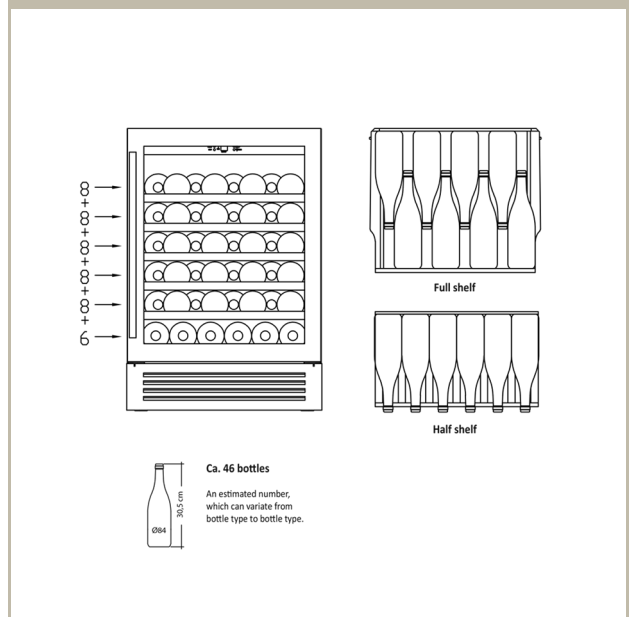 8
+
8
+
8
+
8
+
8
+
6
Full shelf
Half shelf
Ca. 46 bottles
An estimated number,
which can variate from
bottle type to bottle type.
30,5 cm
Ø84